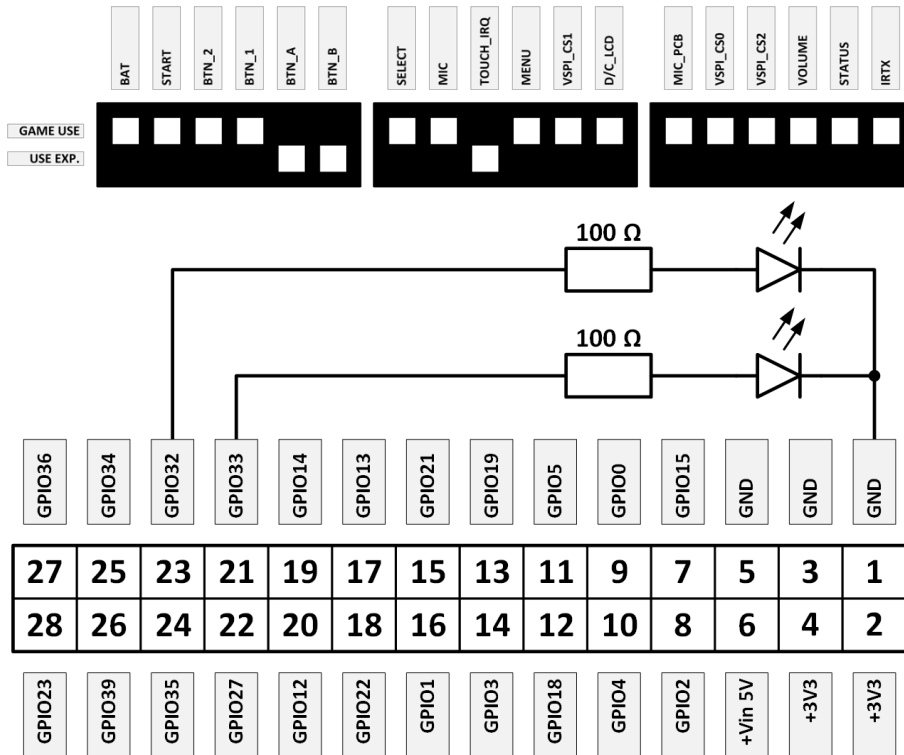 BAT START BTN_2 BTN_1 BTN_A BTN_B SELECT MIC TOUCH_IRQ MENU VSPI_CS1 D/C_LCD MIC_PCB VSPI_CS0 VSPI_CS2 VOLUME STATUS IRTX
GAME USE
USE EXP.
100 Ω
100 Ω
GPIO36 GPIO34 GPIO32 GPIO33 GPIO14 GPIO13 GPIO21 GPIO19 GPIO5 GPIO0 GPIO15 GND GND GND
27 25 23 21 19 17 15 13 11 9 7 5 3 1
28 26 24 22 20 18 16 14 12 10 8 6 4 2
GPIO23 GPIO39 GPIO35 GPIO27 GPIO12 GPIO22 GPIO1 GPIO3 GPIO18 GPIO4 GPIO2 +Vin 5V +3V3 +3V3